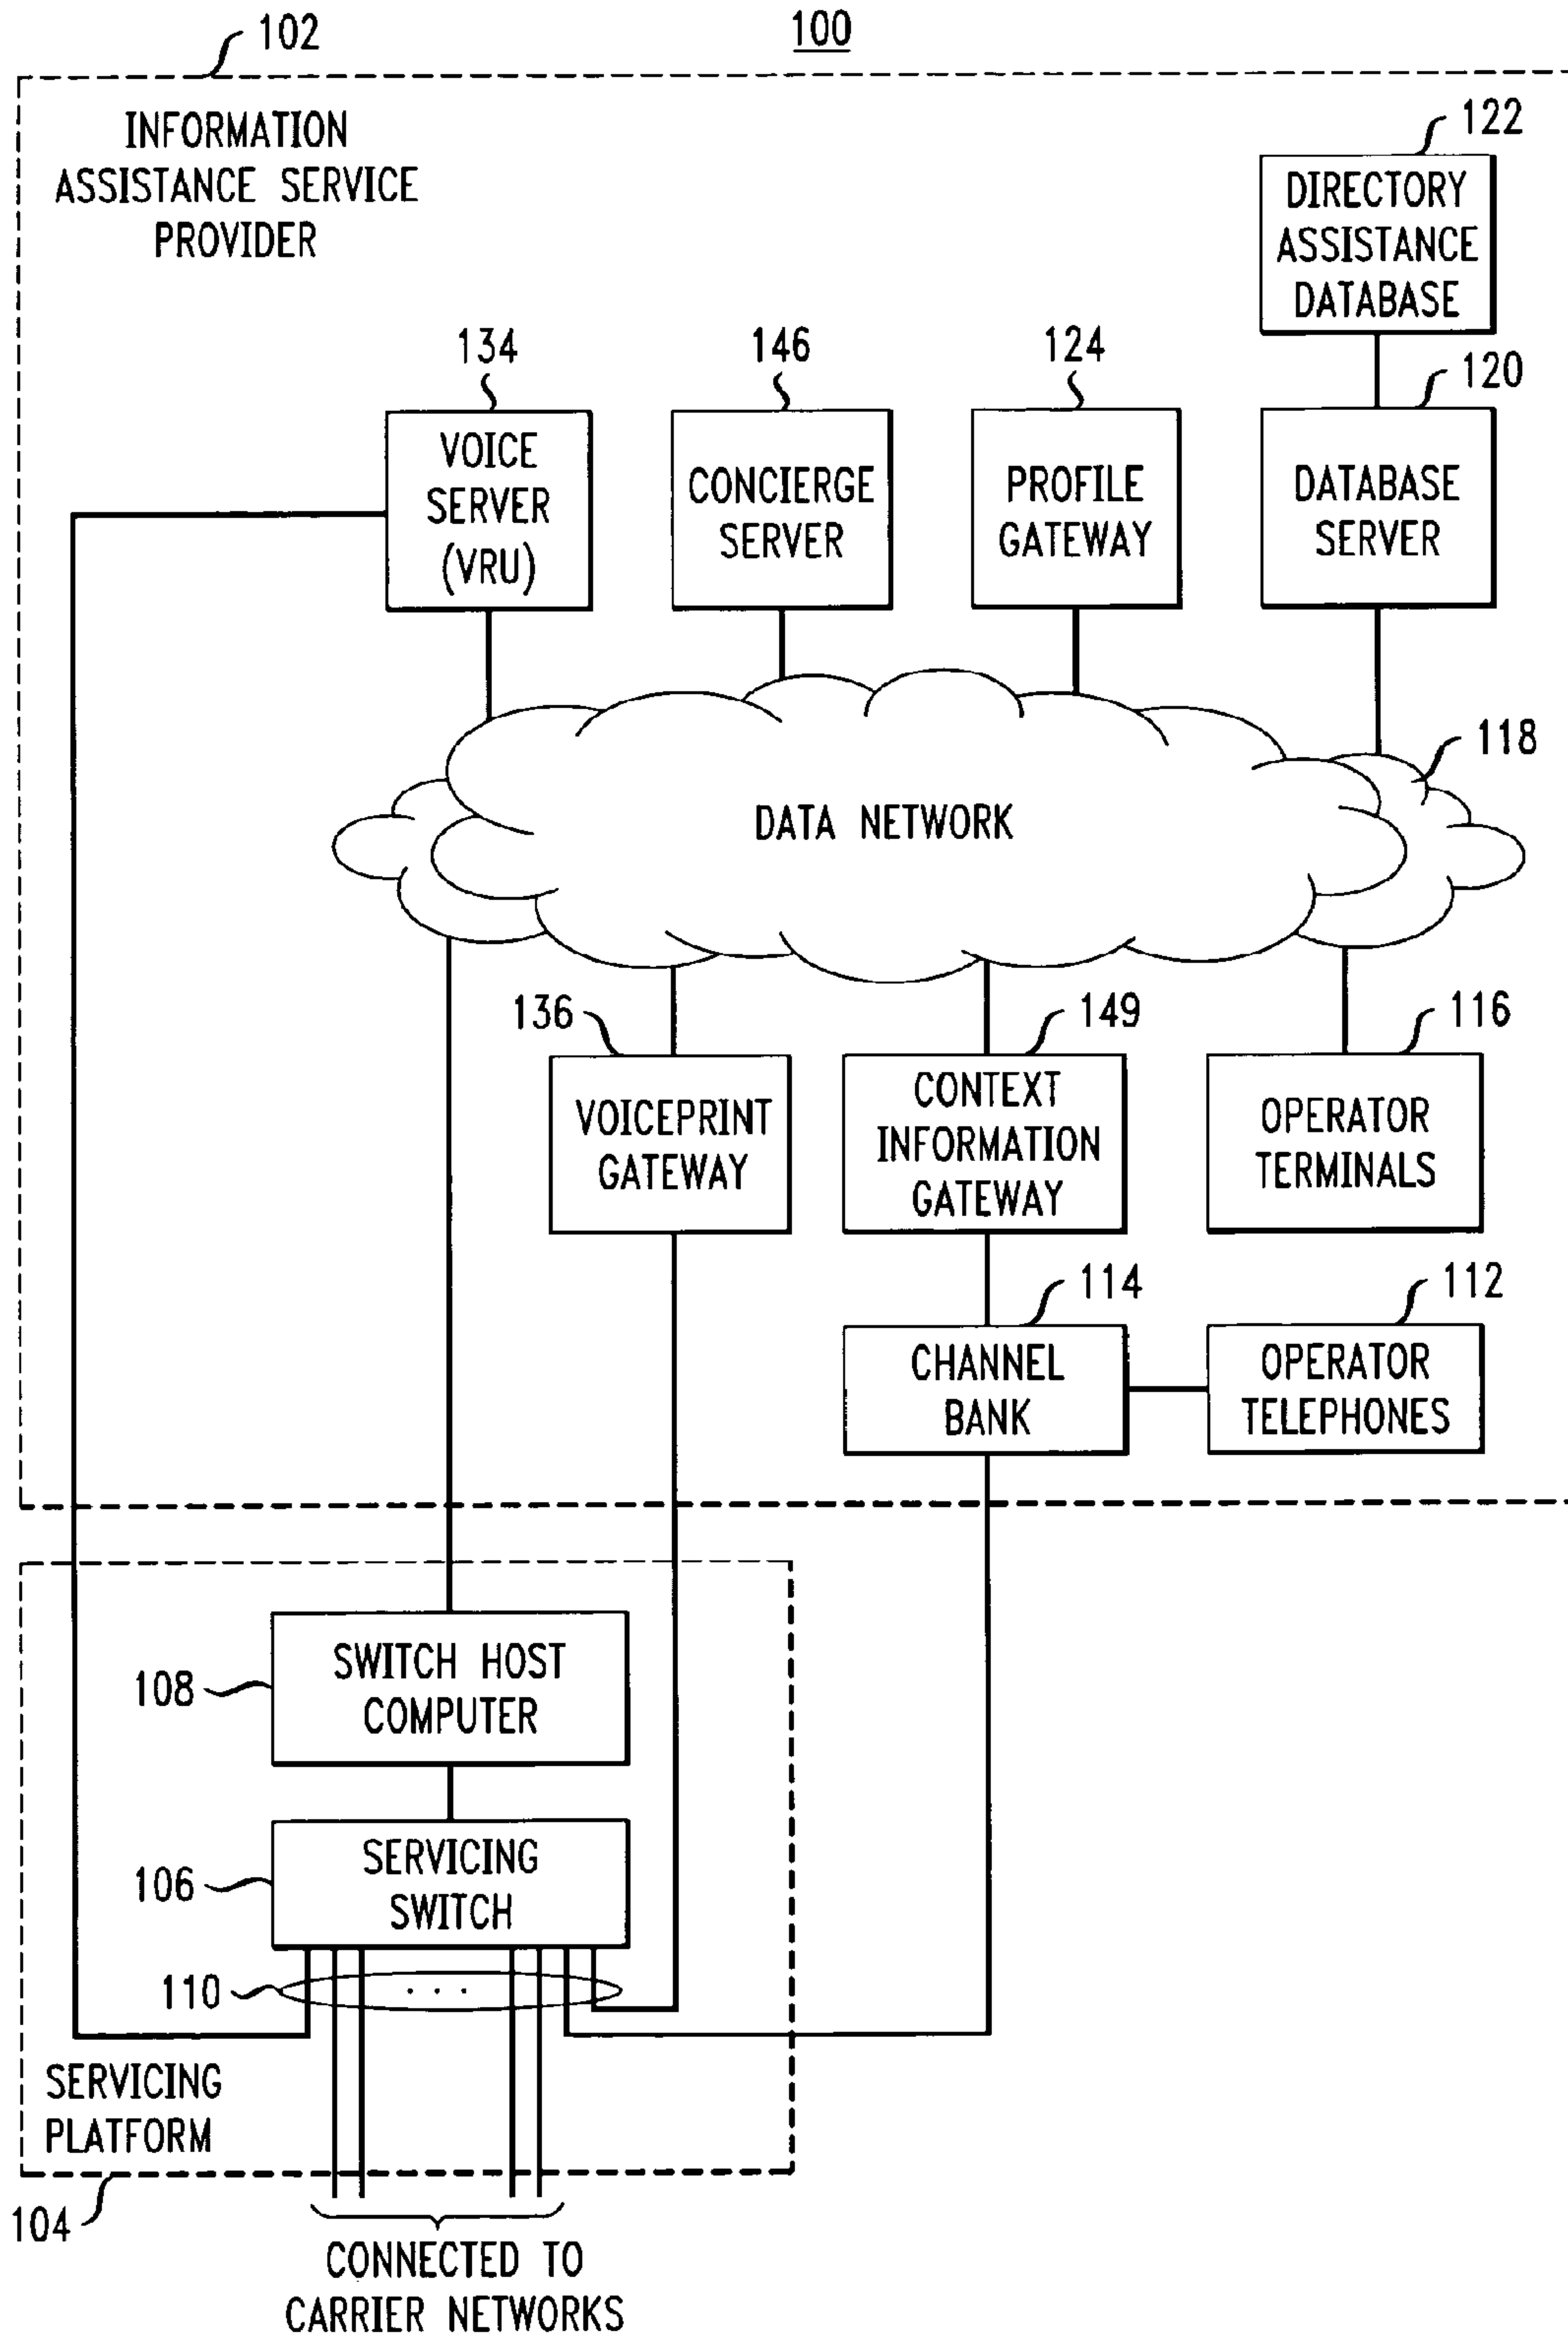 100
102
INFORMATION
ASSISTANCE SERVICE
PROVIDER
122
DIRECTORY
ASSISTANCE
DATABASE
134
VOICE
SERVER
(VRU)
146
CONCIERGE
SERVER
124
PROFILE
GATEWAY
120
DATABASE
SERVER
118
DATA NETWORK
136
VOICEPRINT
GATEWAY
149
CONTEXT
INFORMATION
GATEWAY
116
OPERATOR
TERMINALS
114
CHANNEL
BANK
112
OPERATOR
TELEPHONES
108
SWITCH HOST
COMPUTER
106
SERVICING
SWITCH
110
. . .
SERVICING
PLATFORM
104
CONNECTED TO
CARRIER NETWORKS